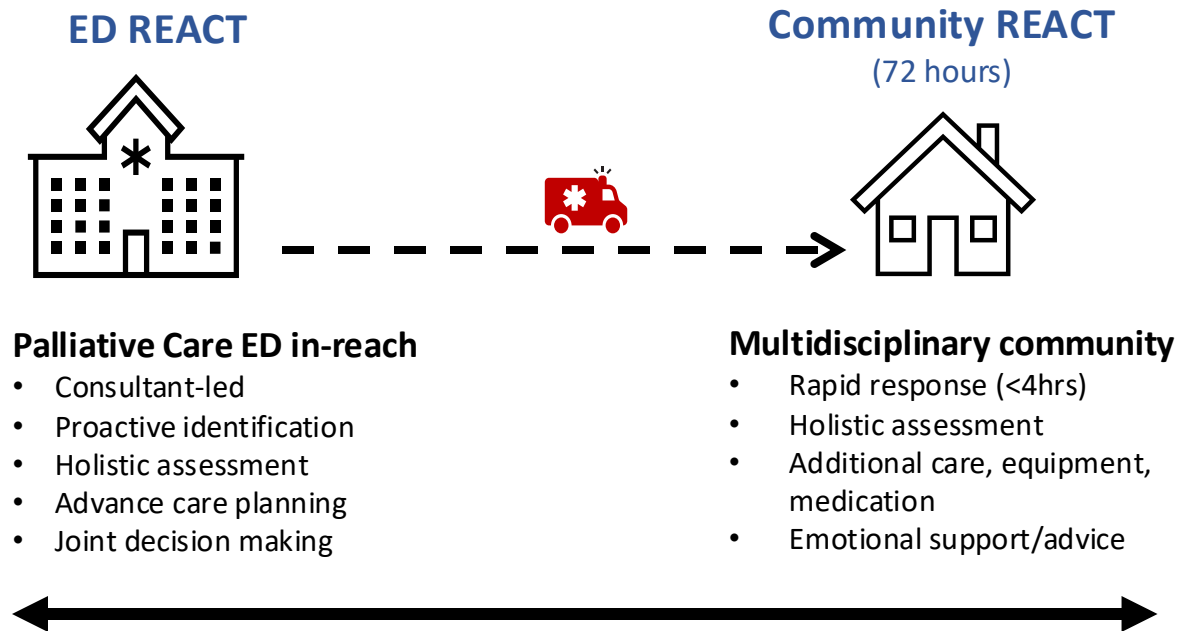 ED REACT
Community REACT
(72 hours)
Palliative Care ED in-reach
• Consultant-led
• Proactive identification
• Holistic assessment
• Advance care planning
• Joint decision making
Multidisciplinary community
• Rapid response (<4hrs)
• Holistic assessment
• Additional care, equipment,
medication
• Emotional support/advice